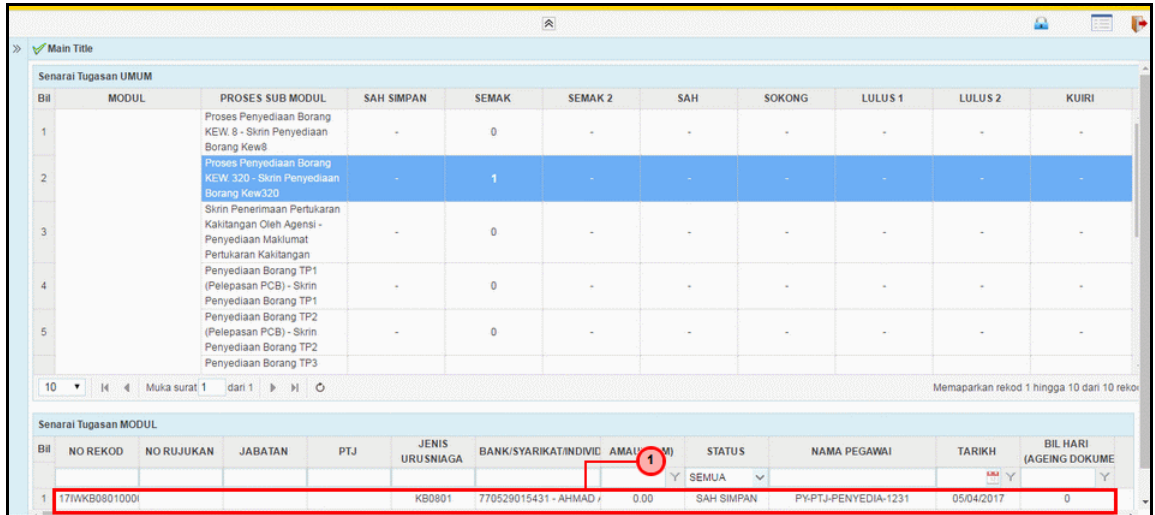 Main Title
Senarai Tugasan UMUM
Bil MODUL PROSES SUB MODUL SAH SIMPAN SEMAK SEMAK 2 SAH SOKONG LULUS 1 LULUS 2 KUIRI
1 Proses Penyediaan Borang KEW. 8 - Skrin Penyediaan Borang Kew8 - 0 - - - - - -
2 Proses Penyediaan Borang KEW. 320 - Skrin Penyediaan Borang Kew320 - 1 - - - - - -
3 Skrin Penerimaan Pertukaran Kakitangan Oleh Agensi - Penyediaan Maklumat Pertukaran Kakitangan - 0 - - - - - -
4 Penyediaan Borang TP1 (Pelepasan PCB) - Skrin Penyediaan Borang TP1 - 0 - - - - - -
5 Penyediaan Borang TP2 (Pelepasan PCB) - Skrin Penyediaan Borang TP2 - 0 - - - - - -
Penyediaan Borang TP3
10 Muka surat 1 dari 1 Memaparkan rekod 1 hingga 10 dari 10
Senarai Tugasan MODUL
Bil NO REKOD NO RUJUKAN JABATAN PTJ JENIS URUSNIAGA BANK/SYARIKAT/INDIVID STATUS NAMA PEGAWAI TARIKH BIL HARI (AGEING DOKUME
1
SEMUA
1 17IWKB0801000 KB0801 770529015431 - AHMAD 0.00 SAH SIMPAN PY-PTJ-PENYEDIA-1231 05/04/2017 0